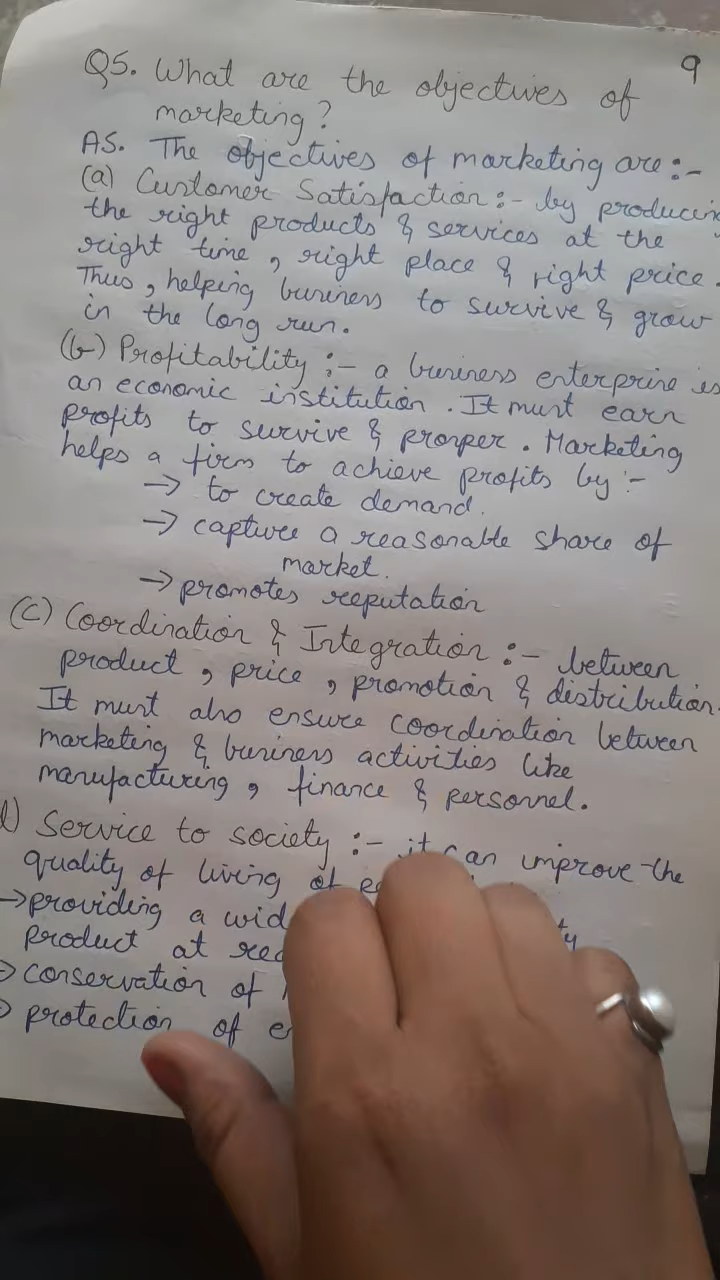 9
Q5. What are the objectives of
marketing?
A5. The objectives of marketing are :-
(a) Customer Satisfaction :- by producin
the right products & services at the
right time , right place & right price .
Thus , helping business to survive & grow
in the long run .
(b) Profitability :- a business enterprise is
an economic institution . It must earn
profits to survive & prosper . Marketing
helps a firm to achieve profits by :-
→ to create demand.
→ capture a reasonable share of
market.
→ promotes reputation
(C) Coordination & Integration :- between
product , price , promotion & distribution.
It must also ensure coordination between
marketing & business activities like
manufacturing , finance & personnel .
d) Service to society :- it can improve the
quality of living of
→ providing a
product at
→ conservation of
→ protection of